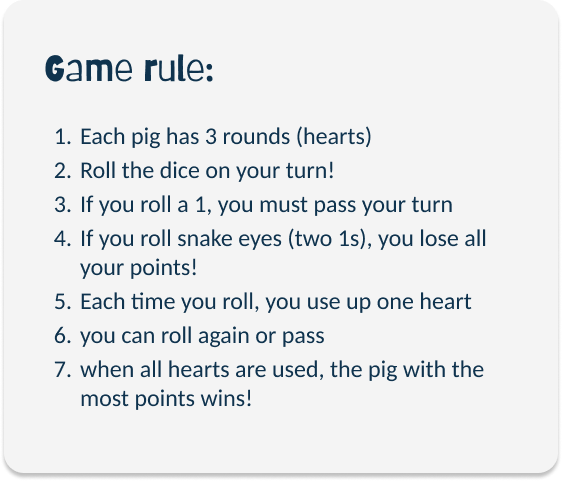 Game rule:
1. Each pig has 3 rounds (hearts)
2. Roll the dice on your turn!
3. If you roll a 1, you must pass your turn
4. If you roll snake eyes (two 1s), you lose all
your points!
5. Each time you roll, you use up one heart
6. you can roll again or pass
7. when all hearts are used, the pig with the
most points wins!